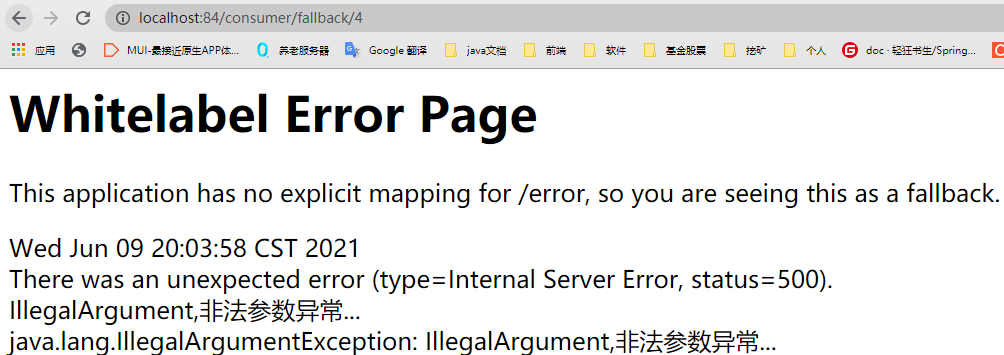 localhost:84/consumer/fallback/4
应用 MUI-最接近原生APP体... 养老服务器 Google 翻译 java文档 前端 软件 基金股票 挖矿 个人 doc · 轻狂书生/Spring...
Whitelabel Error Page
This application has no explicit mapping for /error, so you are seeing this as a fallback.
Wed Jun 09 20:03:58 CST 2021
There was an unexpected error (type=Internal Server Error, status=500).
IllegalArgument,非法参数异常...
java.lang.IllegalArgumentException: IllegalArgument,非法参数异常...